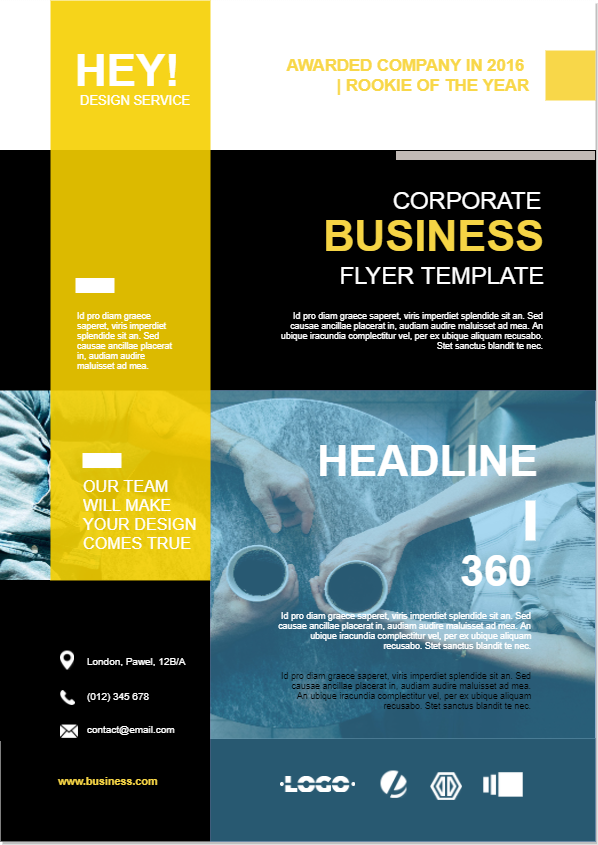 HEY!
DESIGN SERVICE
AWARDED COMPANY IN 2016
| ROOKIE OF THE YEAR
CORPORATE
BUSINESS
FLYER TEMPLATE
Id pro diam graece saperet, viris imperdiet splendide sit an. Sed
causae ancillae placerat in, audiam audire maluisset ad mea. An
ubique iracundia complectitur vel, per ex ubique aliquam recusabo.
Stet sanctus blandit te nec.
Id pro diam graece
saperet, viris imperdiet
splendide sit an. Sed
causae ancillae placerat
in, audiam audire
maluisset ad mea.
HEADLINE
I
360
OUR TEAM
WILL MAKE
YOUR DESIGN
COMES TRUE
Id pro diam graece saperet, viris imperdiet splendide sit an. Sed
causae ancillae placerat in, audiam audire maluisset ad mea. An
ubique iracundia complectitur vel, per ex ubique aliquam
recusabo. Stet sanctus blandit te nec.
Id pro diam graece saperet, viris imperdiet splendide sit an. Sed
causae ancillae placerat in, audiam audire maluisset ad mea.
An ubique iracundia complectitur vel, per ex ubique aliquam
recusabo. Stet sanctus blandit te nec.
London, Pawel, 12B/A
(012) 345 678
contact@email.com
www.business.com
·LOGO·